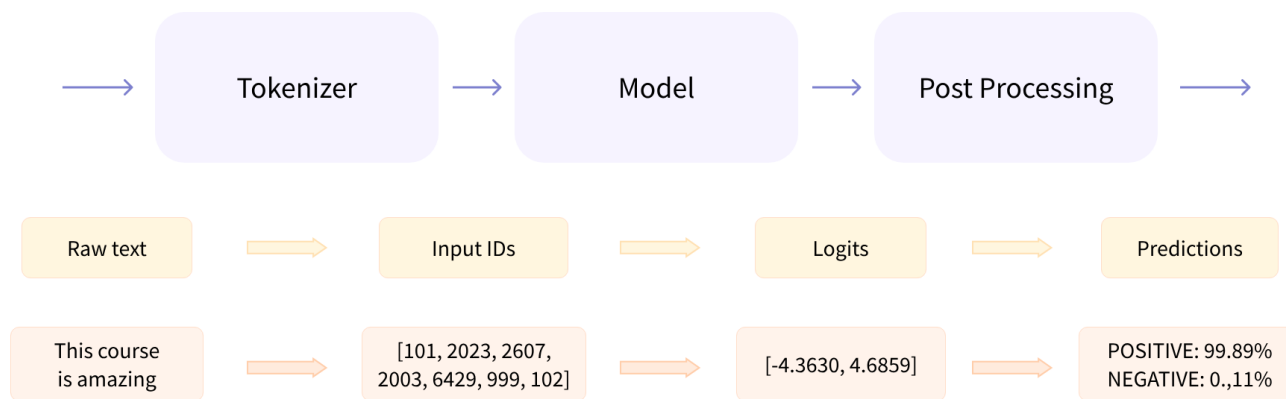 Tokenizer
Model
Post Processing
Raw text
Input IDs
Logits
Predictions
This course
is amazing
[101, 2023, 2607,
2003, 6429, 999, 102]
[-4.3630, 4.6859]
POSITIVE: 99.89%
NEGATIVE: 0.,11%